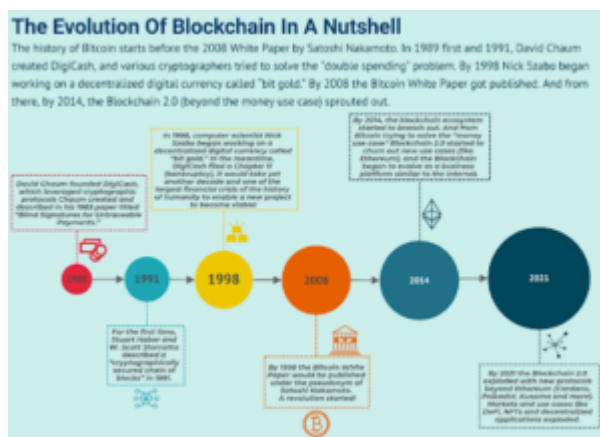 The Evolution Of Blockchain In A Nutshell
The history of Bitcoin starts before the 2008 White Paper by Satoshi Nakamoto. In 1989 first and 1991, David Chaum
created DigiCash, and various cryptographers tried to solve the "double spending" problem. By 1998 Nick Szabo began
working on a decentralized digital currency called "bit gold." By 2008 the Bitcoin White Paper got published. And from
there, by 2014, the Blockchain 2.0 (beyond the money use case) sprouted out.
David Chaum founded DigiCash,
which leveraged cryptographic
protocols Chaum created and
described in his 1983 paper titled
"Blind Signatures for Untraceable
Payments."
In 1998, computer scientist Nick
Szabo began working on a
decentralized digital currency called
"bit gold." In the meantime,
DigiCash filed a Chapter 11
(bankruptcy). It would take yet
another decade and one of the
largest financial crisis of the history
of humanity to enable a new project
to become viable!
By 2014, the blockchain ecosystem
started to branch out. And from
Bitcoin trying to solve the "money
use case" Blockchain 2.0 started to
churn out new use cases (like
Ethereum), and the Blockchain
began to evolve as a business
platform similar to the internet.
1989
1991
1998
2008
2014
2021
For the first time,
Stuart Haber and
W. Scott Stornetta
described a
"cryptographically
secured chain of
blocks" in 1991.
By 1998 the Bitcoin White
Paper would be published
under the pseudonym of
Satoshi Nakamoto.
A revolution started!
By 2021 the Blockchain 2.0
exploded with new protocols
beyond Ethereum (Cardano,
Polkadot, Kusama and more).
Markets and use cases like
DeFi, NFTs and decentralized
applications exploded.